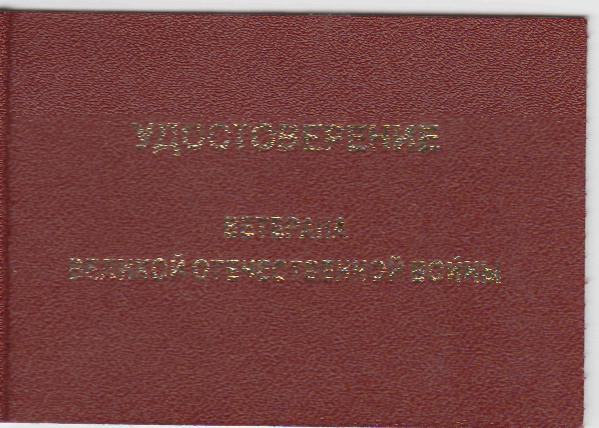 УДОСТОВЕРЕНИЕ
ВЕТЕРАНА
ВЕЛИКОЙ ОТЕЧЕСТВЕННОЙ ВОЙНЫ